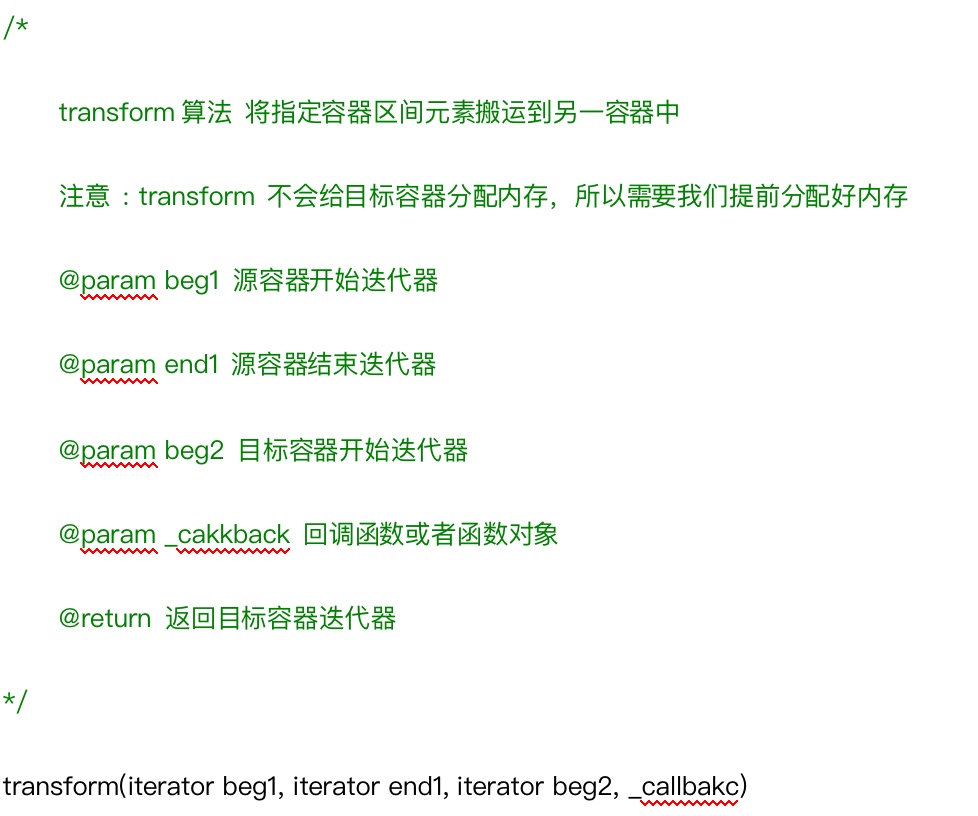 /*
transform 算法 将指定容器区间元素搬运到另一容器中
注意 : transform 不会给目标容器分配内存，所以需要我们提前分配好内存
@param beg1 源容器开始迭代器
@param end1 源容器结束迭代器
@param beg2 目标容器开始迭代器
@param _cakkback 回调函数或者函数对象
@return 返回目标容器迭代器
*/
transform(iterator beg1, iterator end1, iterator beg2, _callbakc)